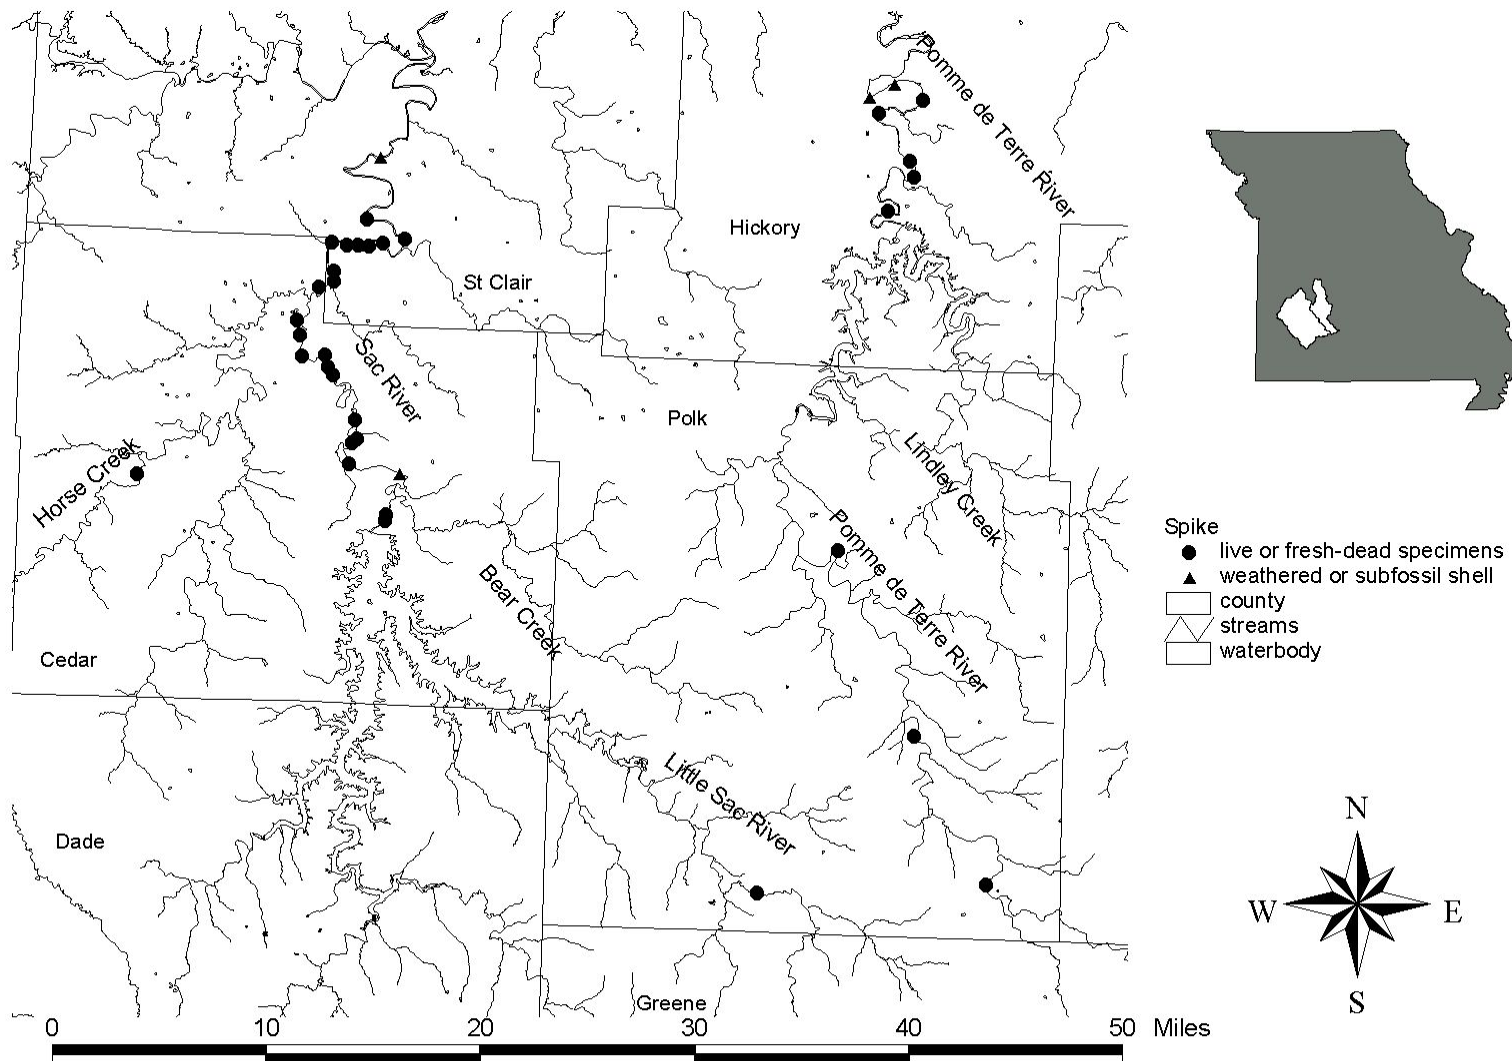 Pomme de Terre River
Hickory
St Clair
Sac River
Polk
Horse Creek
Lindley Creek
Pomme de Terre River
Bear Creek
Cedar
Little Sac River
Dade
Greene
Spike
live or fresh-dead specimens
weathered or subfossil shell
county
streams
waterbody
N
W E
S
0 10 20 30 40 50 Miles